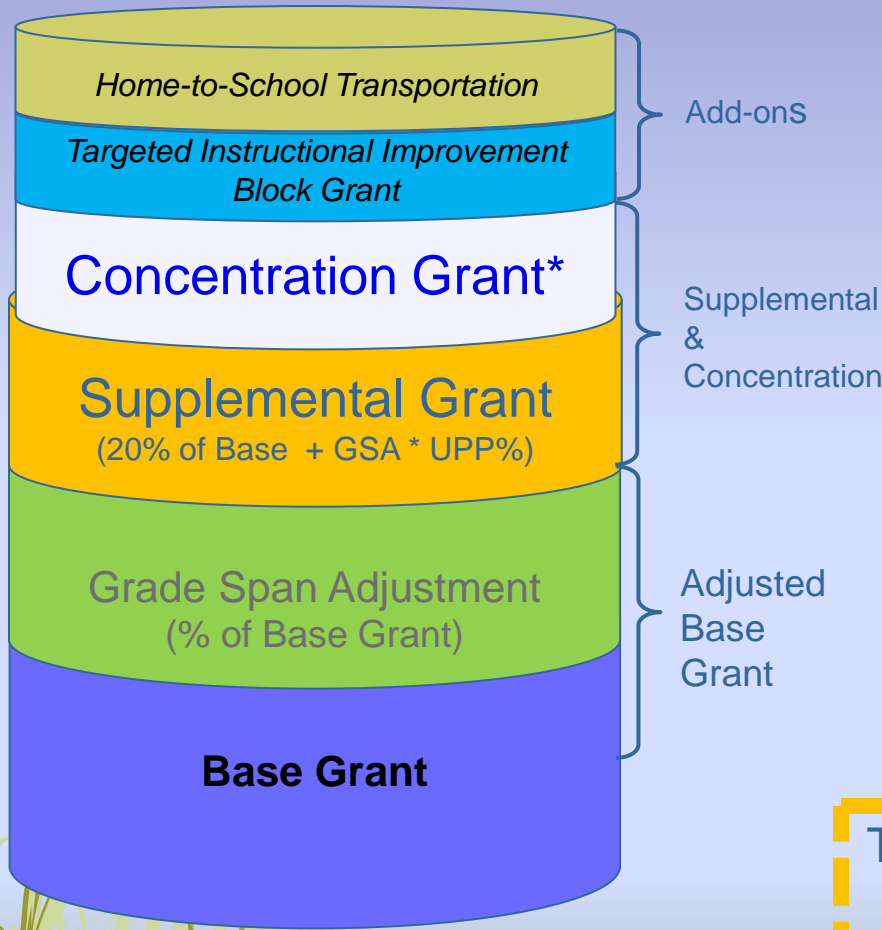 Home-to-School Transportation
Targeted Instructional Improvement
Block Grant
Add-ons
Concentration Grant*
Supplemental Grant
(20% of Base + GSA * UPP%)
Supplemental
&
Concentration
Grade Span Adjustment
(% of Base Grant)
Adjusted
Base
Grant
Base Grant
T